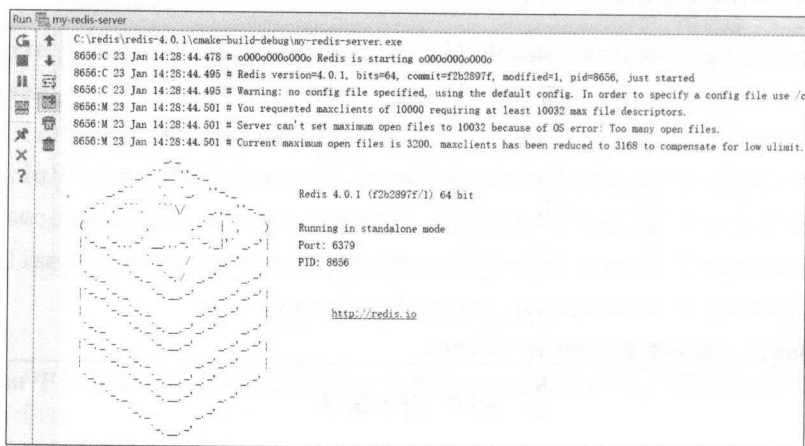 Run my-redis-server
C:\redis\redis-4.0.1\cmake-build-debug\my-redis-server.exe
8656:C 23 Jan 14:28:44.478 # oO0OoO0OoO0Oo Redis is starting oO0OoO0OoO0Oo
8656:C 23 Jan 14:28:44.495 # Redis version=4.0.1, bits=64, commit=f2b2897f, modified=1, pid=8656, just started
8656:C 23 Jan 14:28:44.495 # Warning: no config file specified, using the default config. In order to specify a config file use /c
8656:M 23 Jan 14:28:44.501 # You requested maxclients of 10000 requiring at least 10032 max file descriptors.
8656:M 23 Jan 14:28:44.501 # Server can't set maximum open files to 10032 because of OS error: Too many open files.
8656:M 23 Jan 14:28:44.501 # Current maximum open files is 3200. maxclients has been reduced to 3168 to compensate for low ulimit.
Redis 4.0.1 (f2b2897f/1) 64 bit
Running in standalone mode
Port: 6379
PID: 8656
http://redis.io